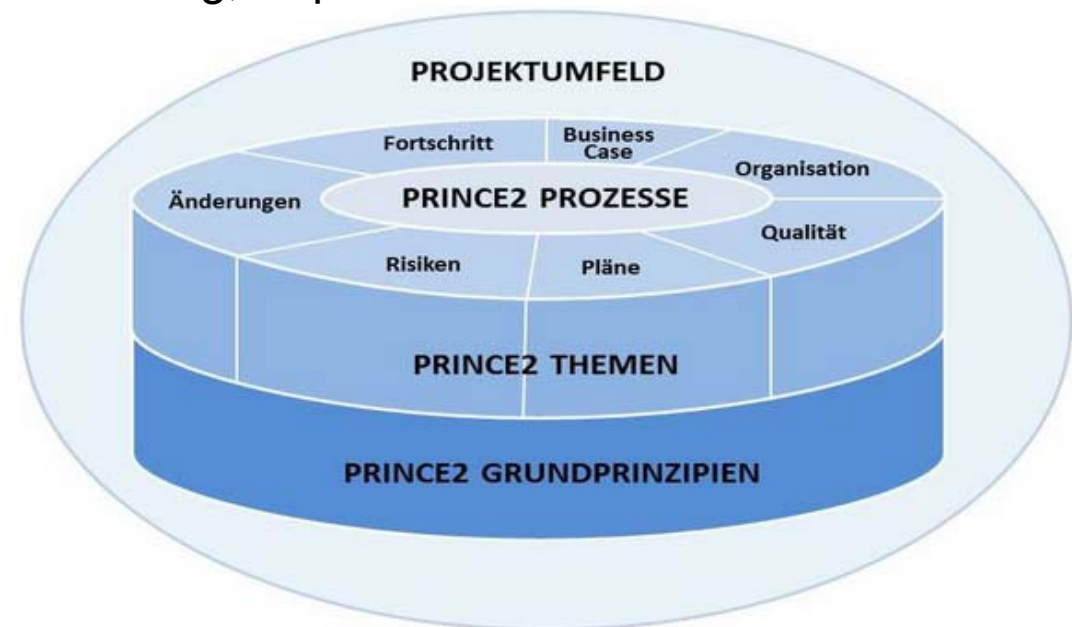 PROJEKTUMFELD
Fortschritt
Business
Case
Organisation
Änderungen
PRINCE2 PROZESSE
Qualität
Risiken
Pläne
PRINCE2 THEMEN
PRINCE2 GRUNDPRINZIPIEN